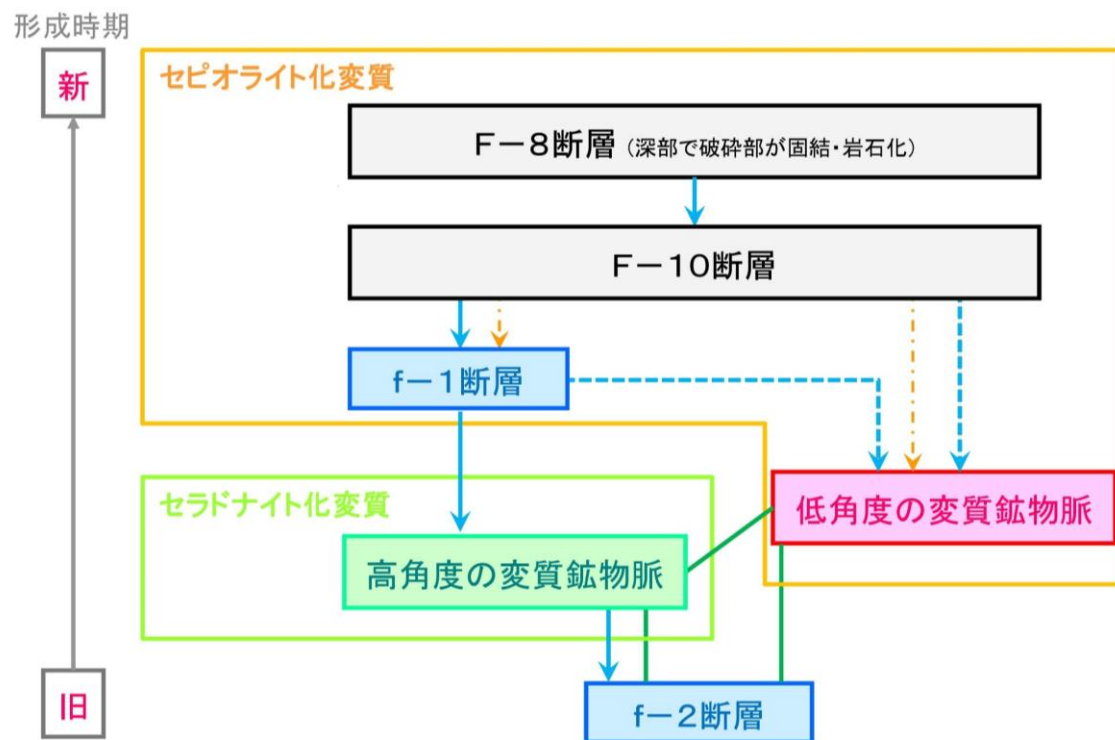 形成時期
新
セピオライト化変質
F－8断層（深部で破砕部が固結・岩石化）
F－10断層
f－1断層
低角度の変質鉱物脈
セラドナイト化変質
高角度の変質鉱物脈
旧
f－2断層